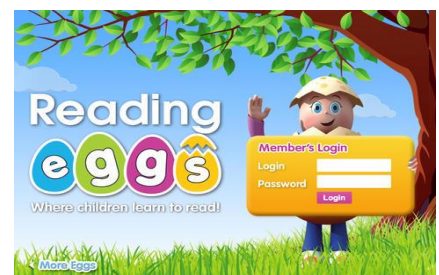 Reading
eggs
Where children learn to read!
Member's Login
Login
Password
Login
More Eggs